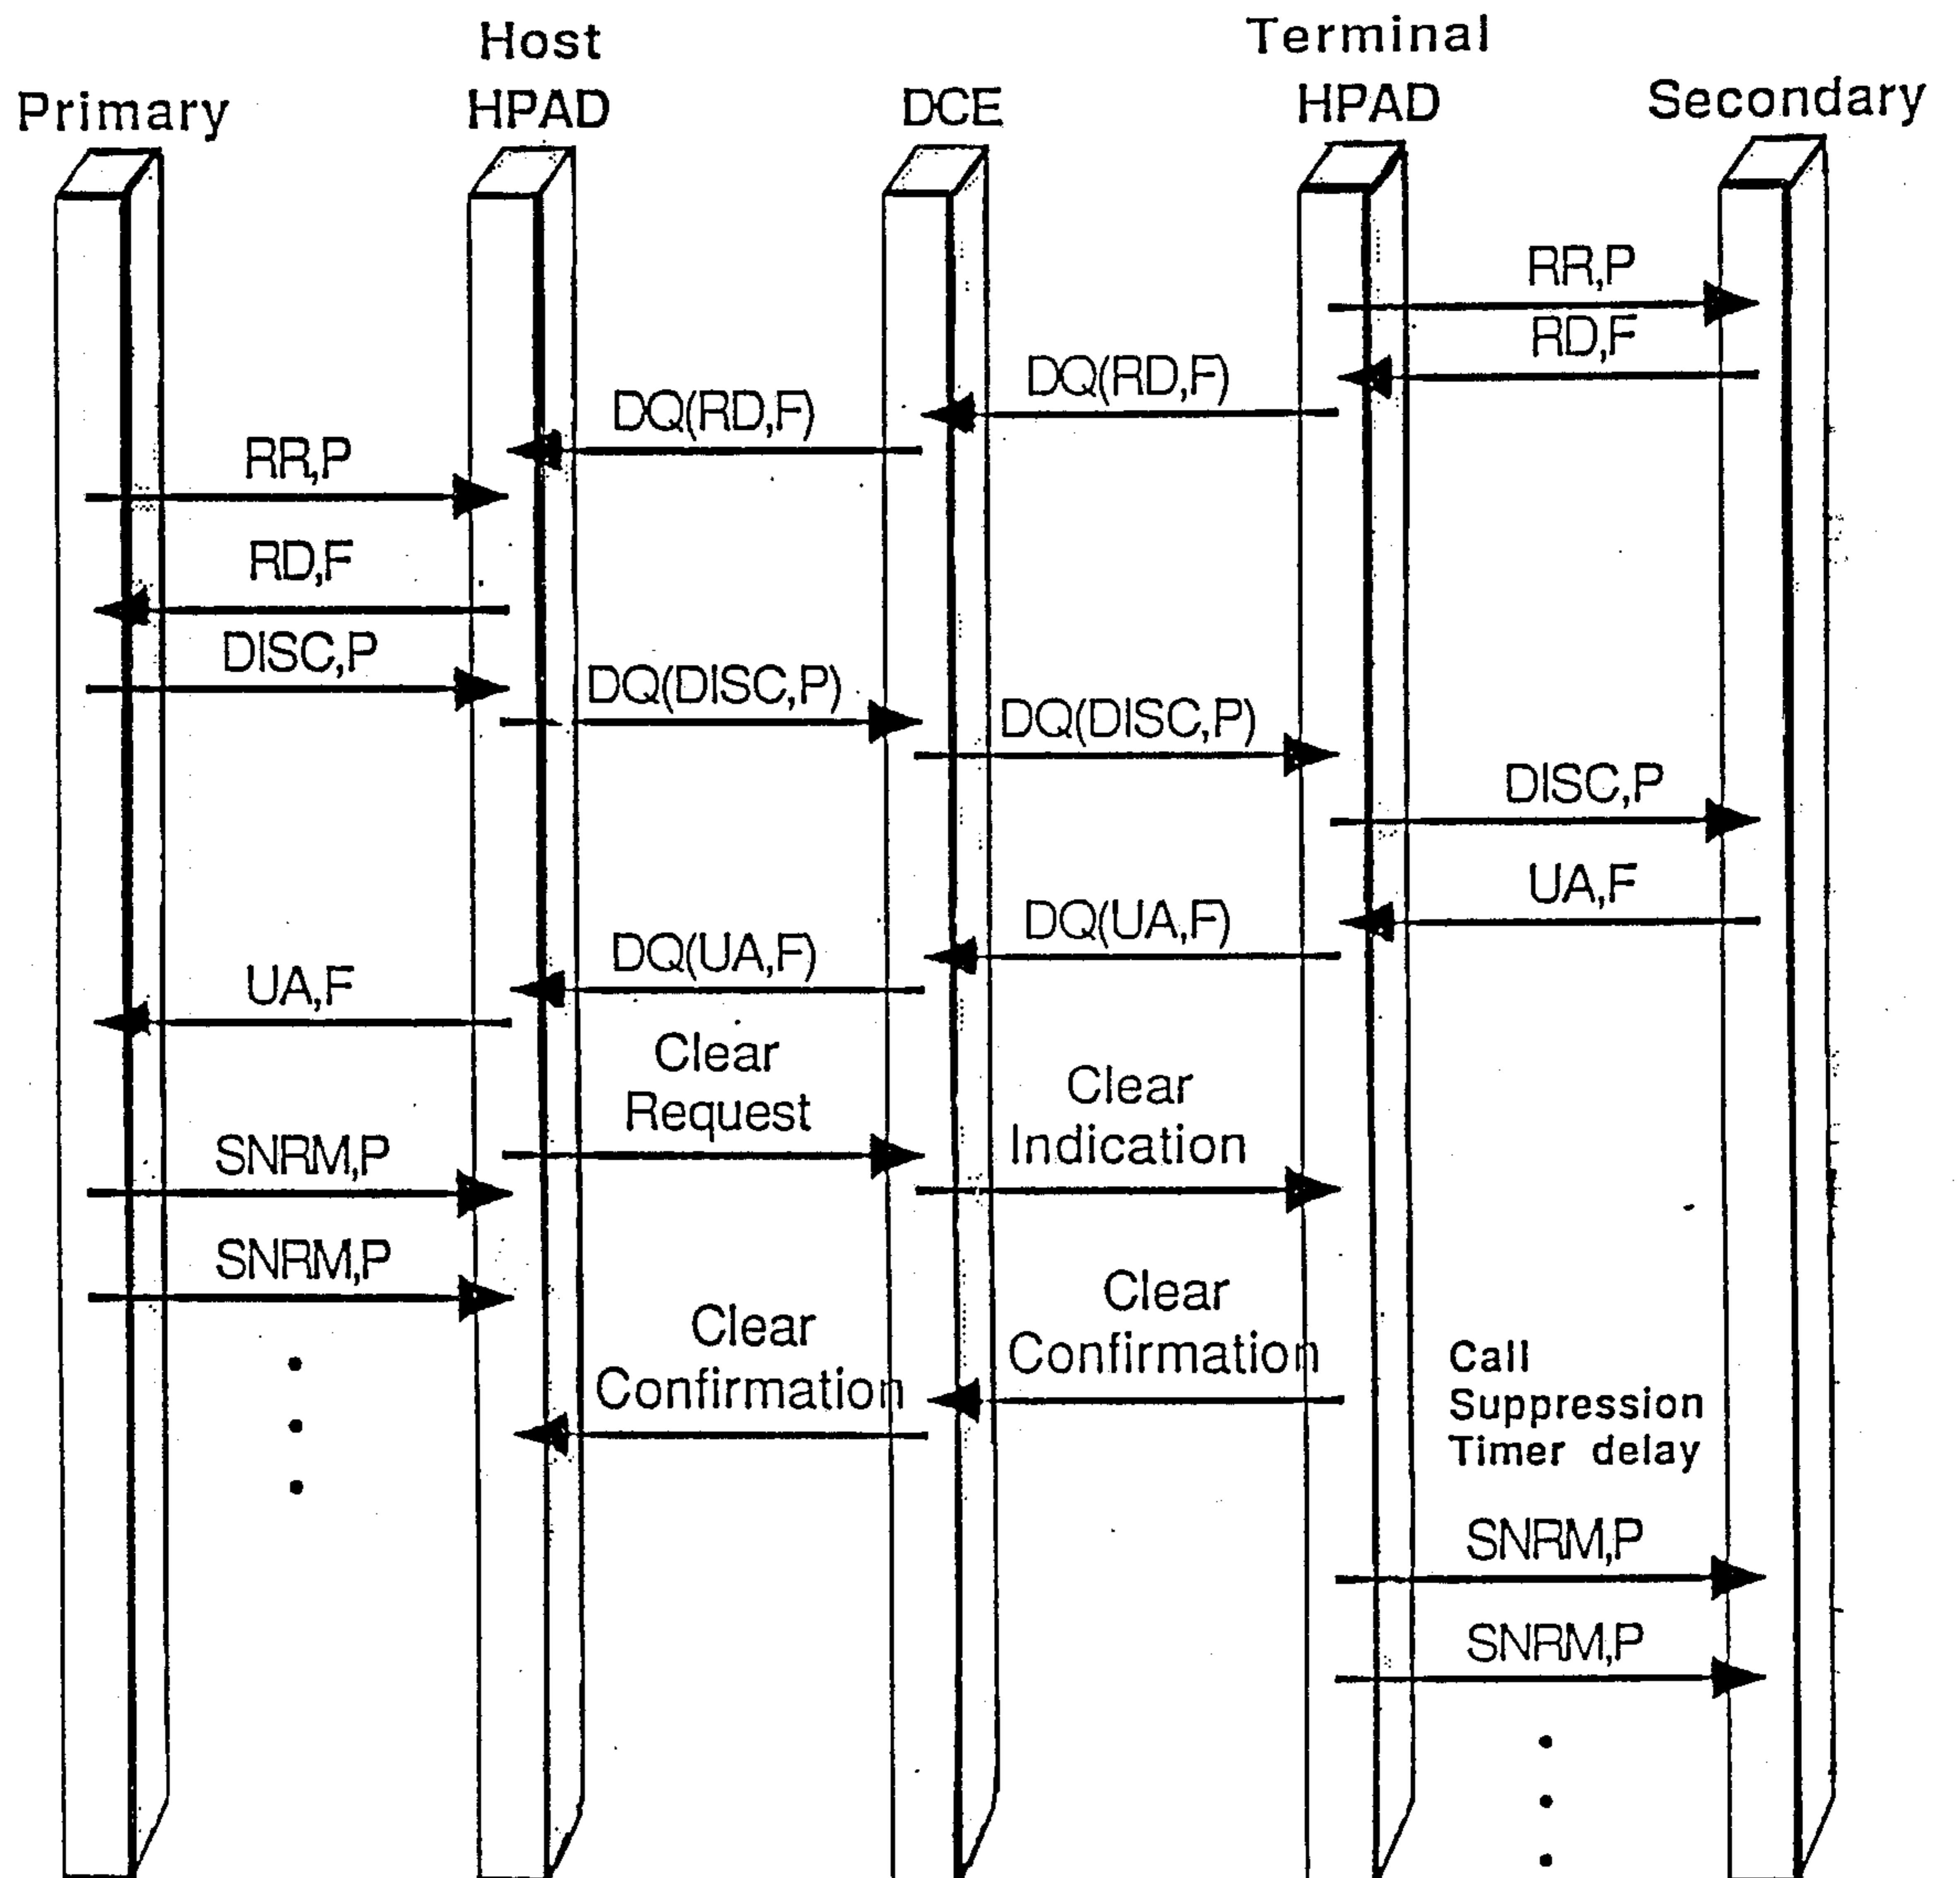 Primary
Host
HPAD
DCE
Terminal
HPAD
Secondary
RR,P
RD,F
DQ(RD,F)
DQ(RD,F)
RR,P
RD,F
DISC,P
DQ(DISC,P)
DQ(DISC,P)
DISC,P
UA,F
DQ(UA,F)
DQ(UA,F)
UA,F
Clear
Request
Clear
Indication
SNRM,P
SNRM,P
Clear
Confirmation
Clear
Confirmation
Call
Suppression
Timer delay
SNRM,P
SNRM,P